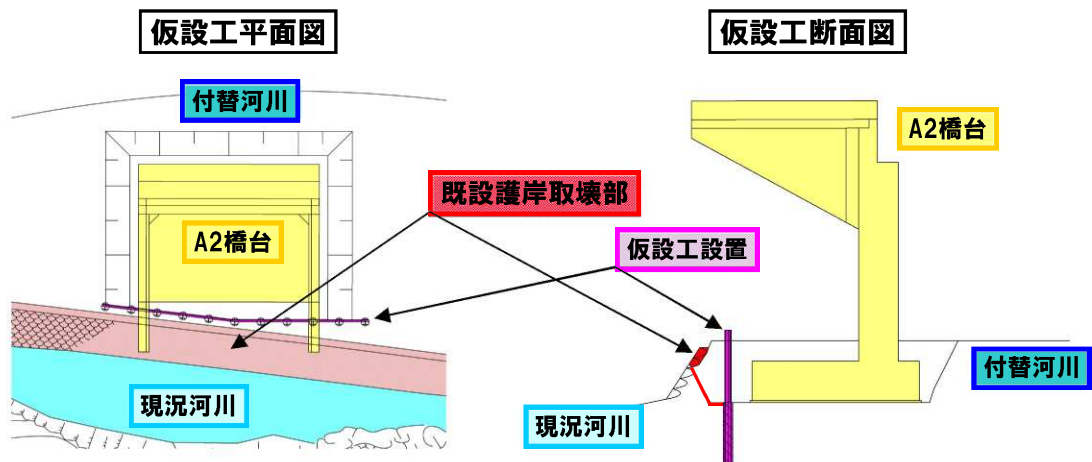 仮設工平面図
仮設工断面図
付替河川
A2橋台
既設護岸取壊部
A2橋台
仮設工設置
付替河川
現況河川
現況河川